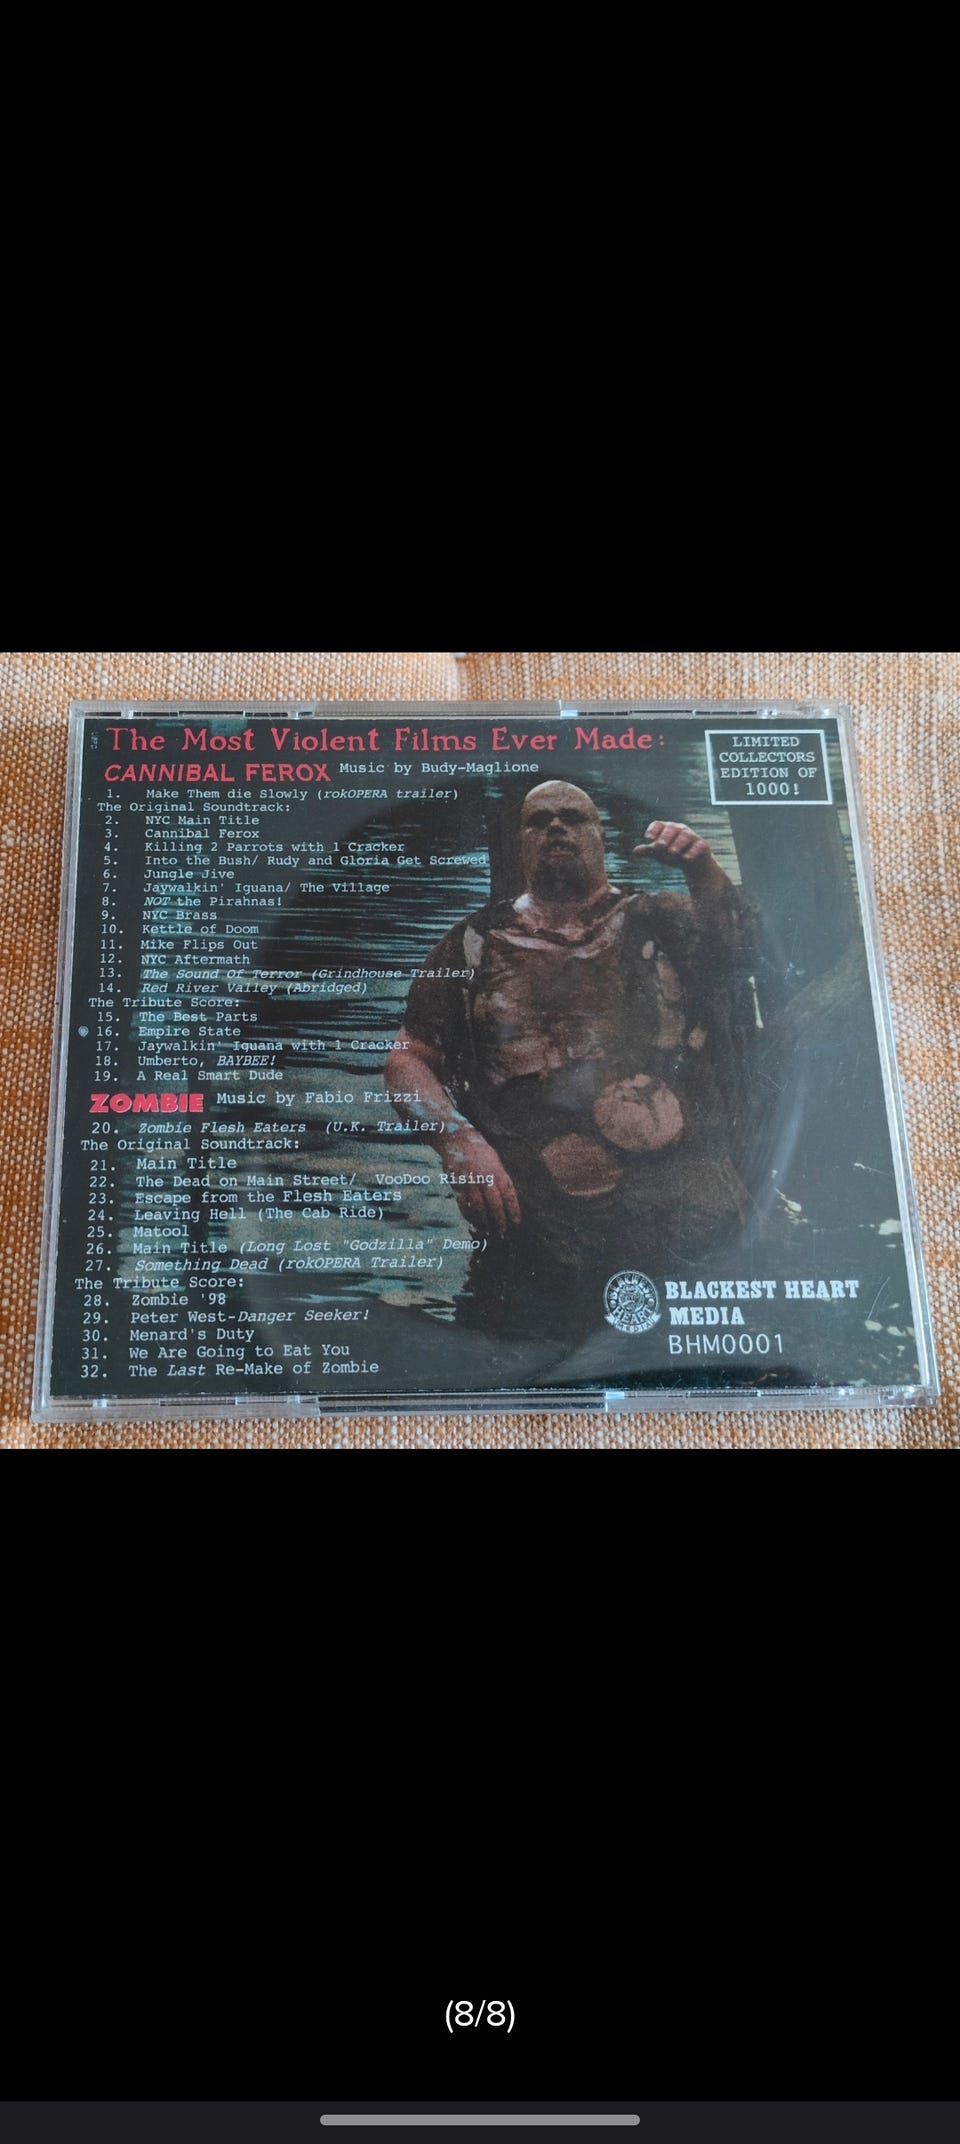 The Most Violent Films Ever Made:
LIMITED
COLLECTORS
EDITION OF
1000!
CANNIBAL FEROX Music by Budy-Maglione
1. Make Them die Slowly (rokOPERA trailer)
The Original Soundtrack:
2. NYC Main Title
3. Cannibal Ferox
4. Killing 2 Parrots with 1 Cracker
5. Into the Bush/ Rudy and Gloria Get Screwed
6. Jungle Jive
7. Jaywalkin' Iguana/ The Village
8. NOT the Pirahnas!
9. NYC Brass
10. Kettle of Doom
11. Mike Flips Out
12. NYC Aftermath
13. The Sound Of Terror (Grindhouse Trailer)
14. Red River Valley (Abridged)
The Tribute Score:
15. The Best Parts
16. Empire State
17. Jaywalkin' Iguana with 1 Cracker
18. Umberto, BAYBEE!
19. A Real Smart Dude
ZOMBIE Music by Fabio Frizzi
20. Zombie Flesh Eaters (U.K. Trailer)
The Original Soundtrack:
21. Main Title
22. The Dead on Main Street/ VooDoo Rising
23. Escape from the Flesh Eaters
24. Leaving Hell (The Cab Ride)
25. Matool
26. Main Title (Long Lost "Godzilla" Demo)
27. Something Dead (rokOPERA Trailer)
The Tribute Score:
28. Zombie '98
29. Peter West-Danger Seeker!
30. Menard's Duty
31. We Are Going to Eat You
32. The Last Re-Make of Zombie
BLACKEST
HEART
MEDIA
BLACKEST HEART
MEDIA
BHM0001
(8/8)